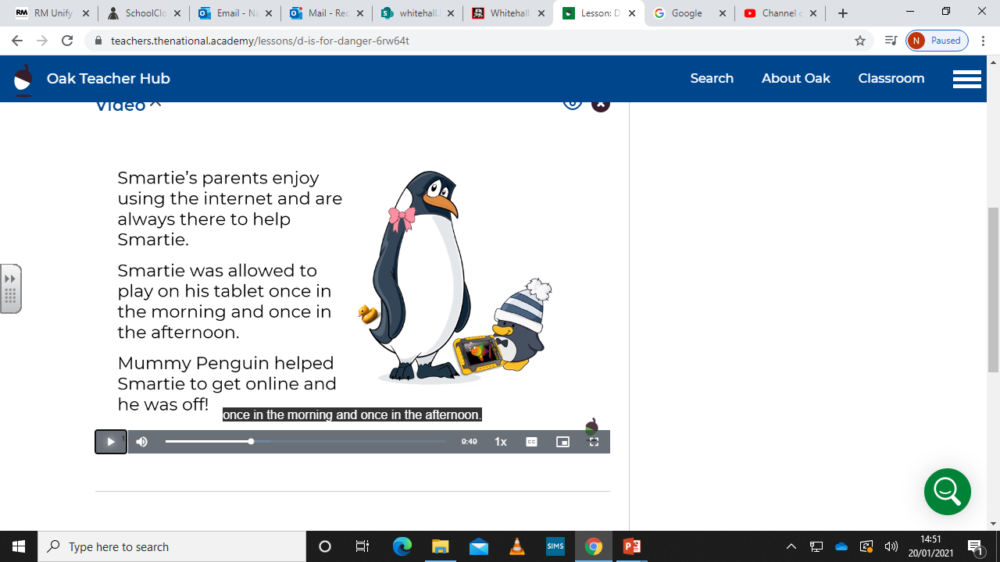 RM Unify
SchoolClo
Email - Na
Mail - Rec
whitehall.
Whitehall
Lesson: D
Google
Channel c
teachers.thenational.academy/lessons/d-is-for-danger-6rw64t
N Paused
Oak Teacher Hub
Search
About Oak
Classroom
Video
Smartie's parents enjoy
using the internet and are
always there to help
Smartie.
Smartie was allowed to
play on his tablet once in
the morning and once in
the afternoon.
Mummy Penguin helped
Smartie to get online and
he was off!
once in the morning and once in the afternoon.
9:49
1x
CC
Type here to search
SIMS
14:51
20/01/2021
1